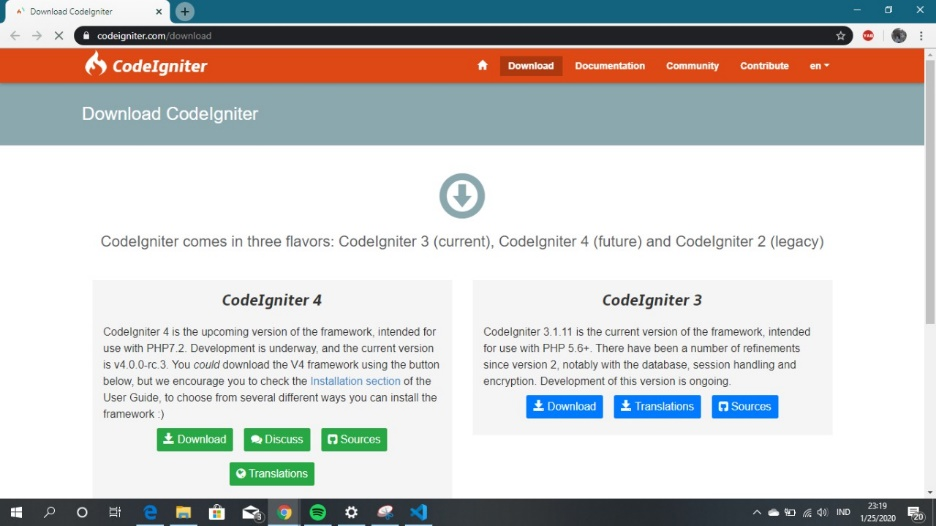 Download CodeIgniter
codeigniter.com/download
CodeIgniter
Download Documentation Community Contribute en
Download CodeIgniter
CodeIgniter comes in three flavors: CodeIgniter 3 (current), CodeIgniter 4 (future) and CodeIgniter 2 (legacy)
CodeIgniter 4
CodeIgniter 4 is the upcoming version of the framework, intended for
use with PHP7.2. Development is underway, and the current version
is v4.0.0-rc.3. You could download the V4 framework using the button
below, but we encourage you to check the Installation section of the
User Guide, to choose from several different ways you can install the
framework :)
Download Discuss Sources
Translations
CodeIgniter 3
CodeIgniter 3.1.11 is the current version of the framework, intended
for use with PHP 5.6+. There have been a number of refinements
since version 2, notably with the database, session handling and
encryption. Development of this version is ongoing.
Download Translations Sources
IND
23:19
1/25/2020
20